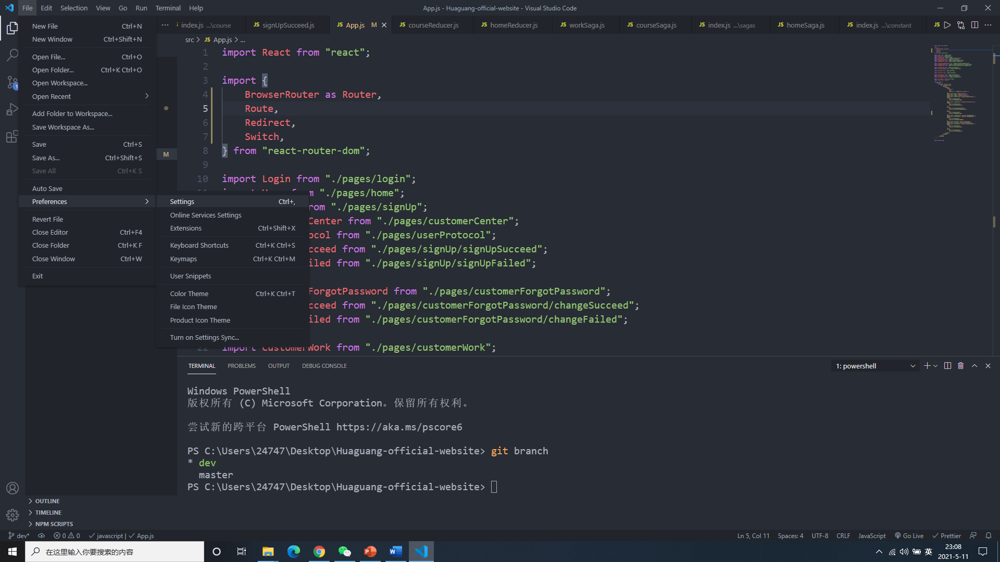 File Edit Selection View Go Run Terminal Help
App.js - Huaguang-official-website - Visual Studio Code
New File Ctrl+N
New Window Ctrl+Shift+N
Open File... Ctrl+O
Open Folder... Ctrl+K Ctrl+O
Open Workspace...
Open Recent
Add Folder to Workspace...
Save Workspace As...
Save Ctrl+S
Save As... Ctrl+Shift+S
Save All Ctrl+K S
Auto Save
Preferences
Revert File
Close Editor Ctrl+F4
Close Folder Ctrl+K F
Close Window Ctrl+W
Exit
Settings Ctrl+,
Online Services Settings
Extensions Ctrl+Shift+X
Keyboard Shortcuts Ctrl+K Ctrl+S
Keymaps Ctrl+K Ctrl+M
User Snippets
Color Theme Ctrl+K Ctrl+T
File Icon Theme
Product Icon Theme
Turn on Settings Sync...
1
M
index.js ...\course JS signUpSucceed.js JS App.js M JS courseReducer.js JS homeReducer.js JS workSaga.js JS courseSaga.js JS index.js ...\sagas JS homeSaga.js JS index.js ...\constant JS
src > JS App.js > ...
1 import React from "react";
2
3 import {
4 BrowserRouter as Router,
5 Route,
6 Redirect,
7 Switch,
8 } from "react-router-dom";
9
10 import Login from "./pages/login";
m "./pages/home";
rom "./pages/signUp";
Center from "./pages/customerCenter";
ocol from "./pages/userProtocol";
cceed from "./pages/signUp/signUpSucceed";
iled from "./pages/signUp/signUpFailed";
ForgotPassword from "./pages/customerForgotPassword";
cceed from "./pages/customerForgotPassword/changeSucceed";
iled from "./pages/customerForgotPassword/changeFailed";
22 import CustomerWork from "./pages/customerWork";
TERMINAL PROBLEMS OUTPUT DEBUG CONSOLE
1: powershell
Windows PowerShell
版权所有 (C) Microsoft Corporation。保留所有权利。
尝试新的跨平台 PowerShell https://aka.ms/pscore6
PS C:\Users\24747\Desktop\Huaguang-official-website> git branch
* dev
master
PS C:\Users\24747\Desktop\Huaguang-official-website>
OUTLINE
TIMELINE
NPM SCRIPTS
dev* 0 0 javascript | App.js
Ln 5, Col 11 Spaces: 4 UTF-8 CRLF JavaScript Go Live Prettier
在这里输入你要搜索的内容
英
23:08
2021-5-11